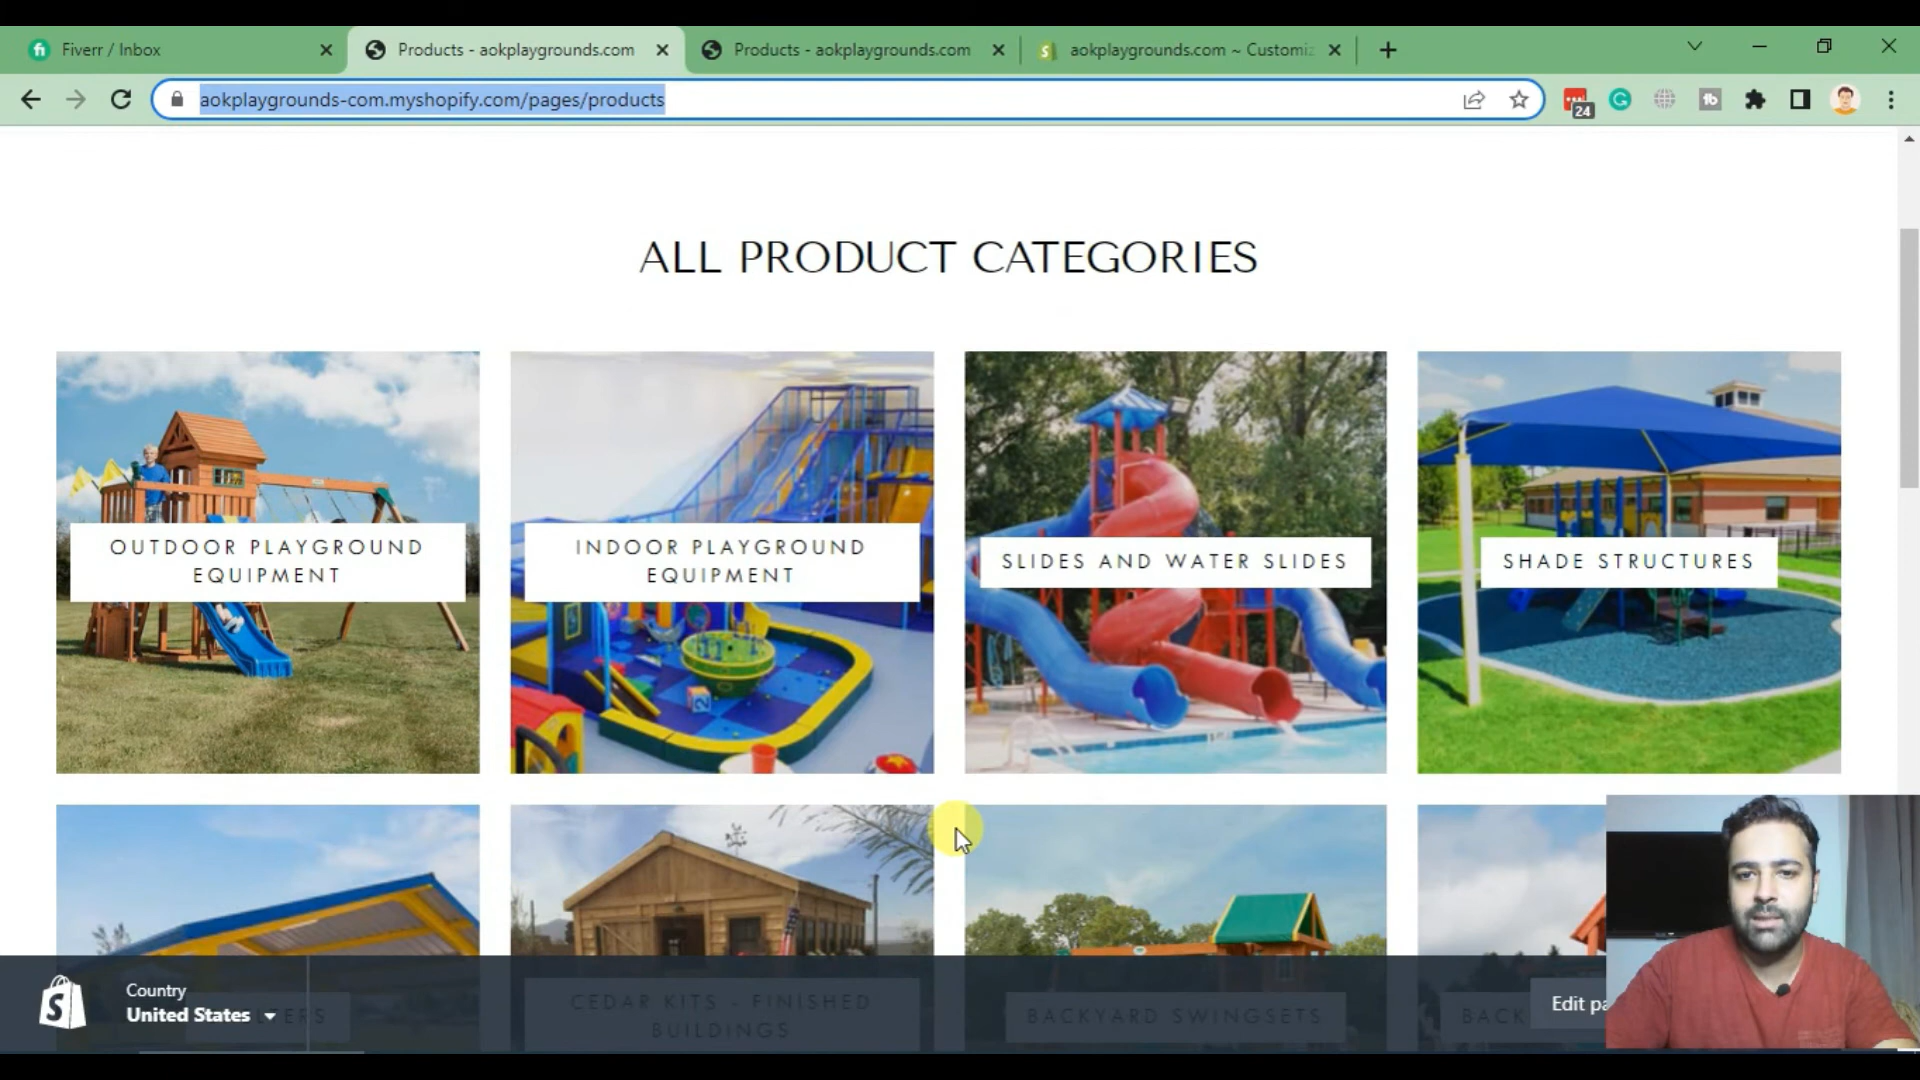 Fiverr / Inbox
Products - aokplaygrounds.com
Products - aokplaygrounds.com
aokplaygrounds.com ~ Customiz
aokplaygrounds-com.myshopify.com/pages/products
24
ALL PRODUCT CATEGORIES
OUTDOOR PLAYGROUND
EQUIPMENT
INDOOR PLAYGROUND
EQUIPMENT
SLIDES AND WATER SLIDES
SHADE STRUCTURES
Country
United States
CEDAR KITS - FINISHED
BUILDINGS
BACKYARD SWINGSETS
BACK
Edit pa